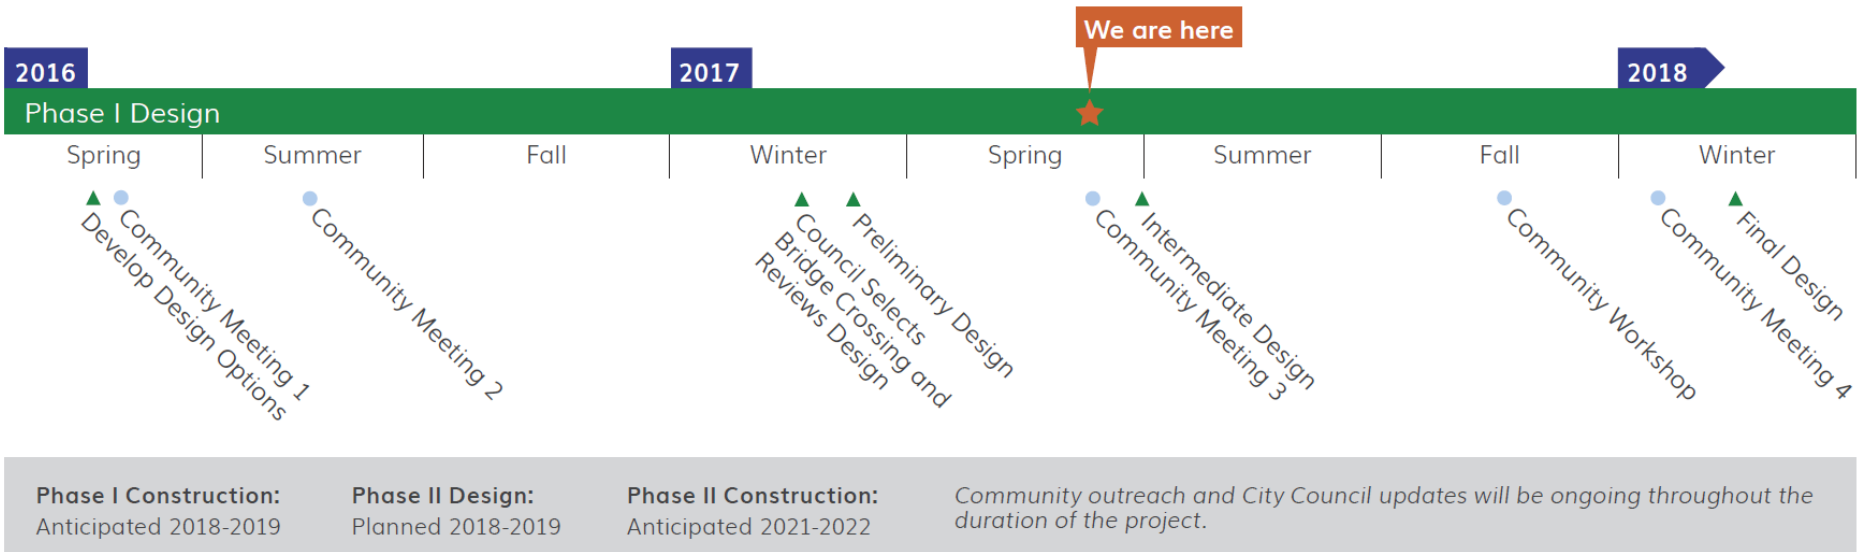 We are here
2016
2017
2018
Phase I Design
Spring
Summer
Fall
Winter
Spring
Summer
Fall
Winter
Develop Design Options
Community Meeting 1
Community Meeting 2
Council Selects
Bridge Crossing and
Reviews Design
Preliminary Design
Community Meeting 3
Intermediate Design
Community Workshop
Community Meeting 4
Final Design
Phase I Construction:
Anticipated 2018-2019
Phase II Design:
Planned 2018-2019
Phase II Construction:
Anticipated 2021-2022
Community outreach and City Council updates will be ongoing throughout the
duration of the project.